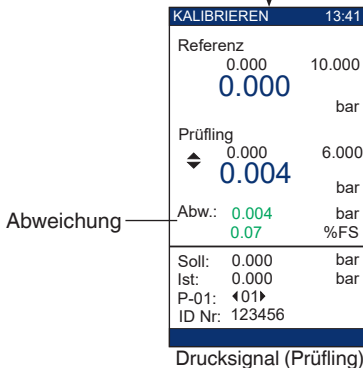 KALIBRIEREN 13:41
Referenz
0.000 10.000
0.000
bar
Prüfling
0.000 6.000
0.004
bar
Abweichung
Abw.: 0.004 bar
0.07 %FS
Soll: 0.000 bar
Ist: 0.000 bar
P-01: 01
ID Nr: 123456
Drucksignal (Prüfling)